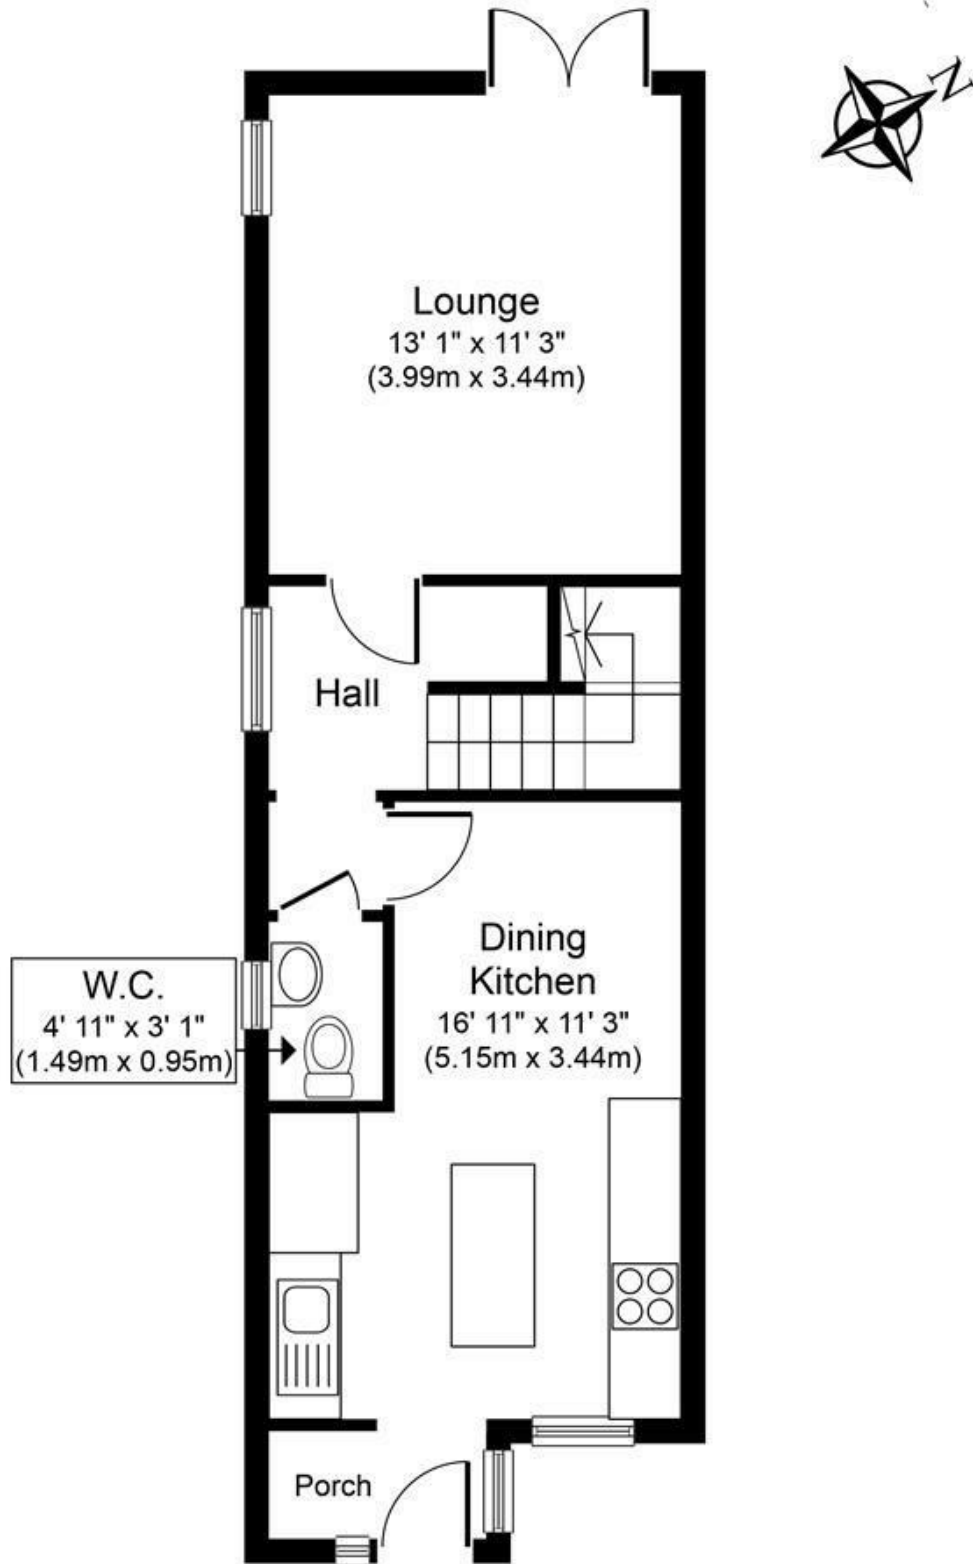 N
Lounge
13' 1" x 11' 3"
(3.99m x 3.44m)
Hall
Dining
Kitchen
16' 11" x 11' 3"
(5.15m x 3.44m)
W.C.
4' 11" x 3' 1"
(1.49m x 0.95m)
Porch